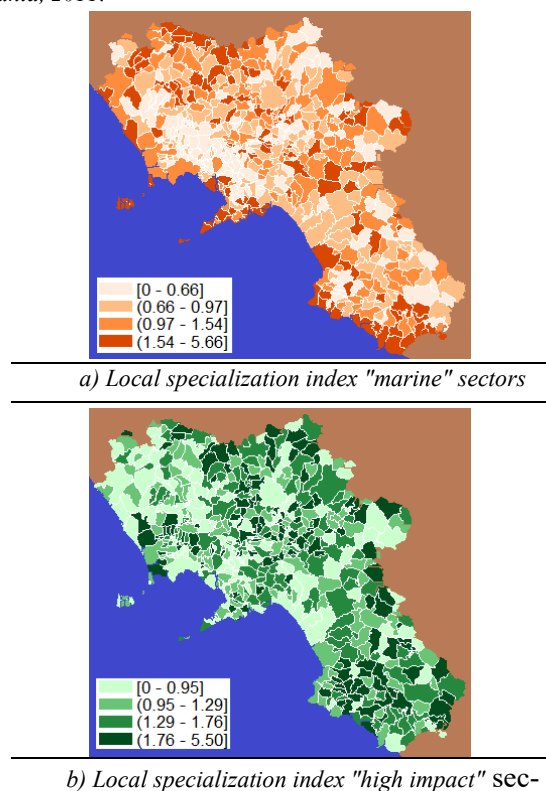 2011.
[0 - 0.66]
(0.66 - 0.97]
(0.97 - 1.54]
(1.54 - 5.66]
a) Local specialization index "marine" sectors
[0 - 0.95]
(0.95 - 1.29]
(1.29 - 1.76]
(1.76 - 5.50]
b) Local specialization index "high impact" sec-